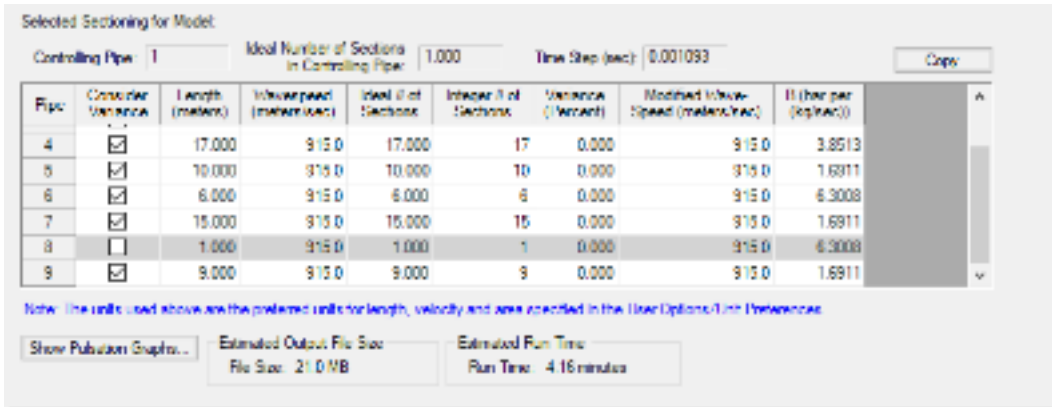 Selected Sectioning for Model:
Controlling Pipe: 1 Ideal Number of Sections in Controlling Pipe: 1.000 Time Step (sec): 0.001093 Copy
Pipe Consider Variance Length (meters) Wavespeed (meters/sec) Ideal # of Sections Integer # of Sections Variance (Percent) Modified Wave-Speed (meters/sec) B (bar per (kg/sec))
4 17.000 915.0 17.000 17 0.000 915.0 3.8513
5 10.000 915.0 10.000 10 0.000 915.0 1.6911
6 6.000 915.0 6.000 6 0.000 915.0 6.3008
7 15.000 915.0 15.000 15 0.000 915.0 1.6911
8 1.000 915.0 1.000 1 0.000 915.0 6.3008
9 9.000 915.0 9.000 9 0.000 915.0 1.6911
Note: The units used above are the preferred units for length, velocity and area specified in the User Options/Unit Preferences
Show Pulsation Graphs... Estimated Output File Size Estimated Run Time
File Size: 21.0 MB Run Time: 4.16 minutes